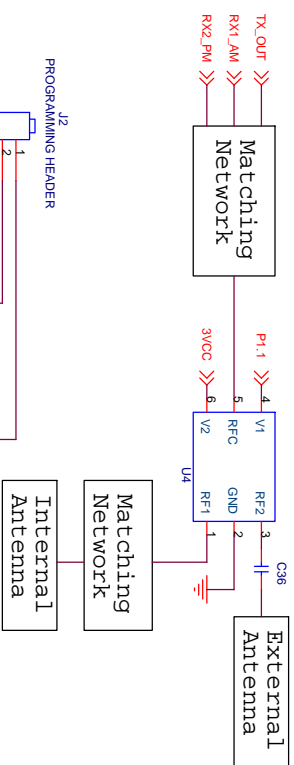 TX_OUT
RX1_AM
RX2_PM
Matching
Network
P1.1
3VCC
4
5
6
V1
RFC
V2
RF2
GND
RF1
U4
3
2
1
C36
External
Antenna
Matching
Network
Internal
Antenna
J2
PROGRAMMING HEADER
1
2